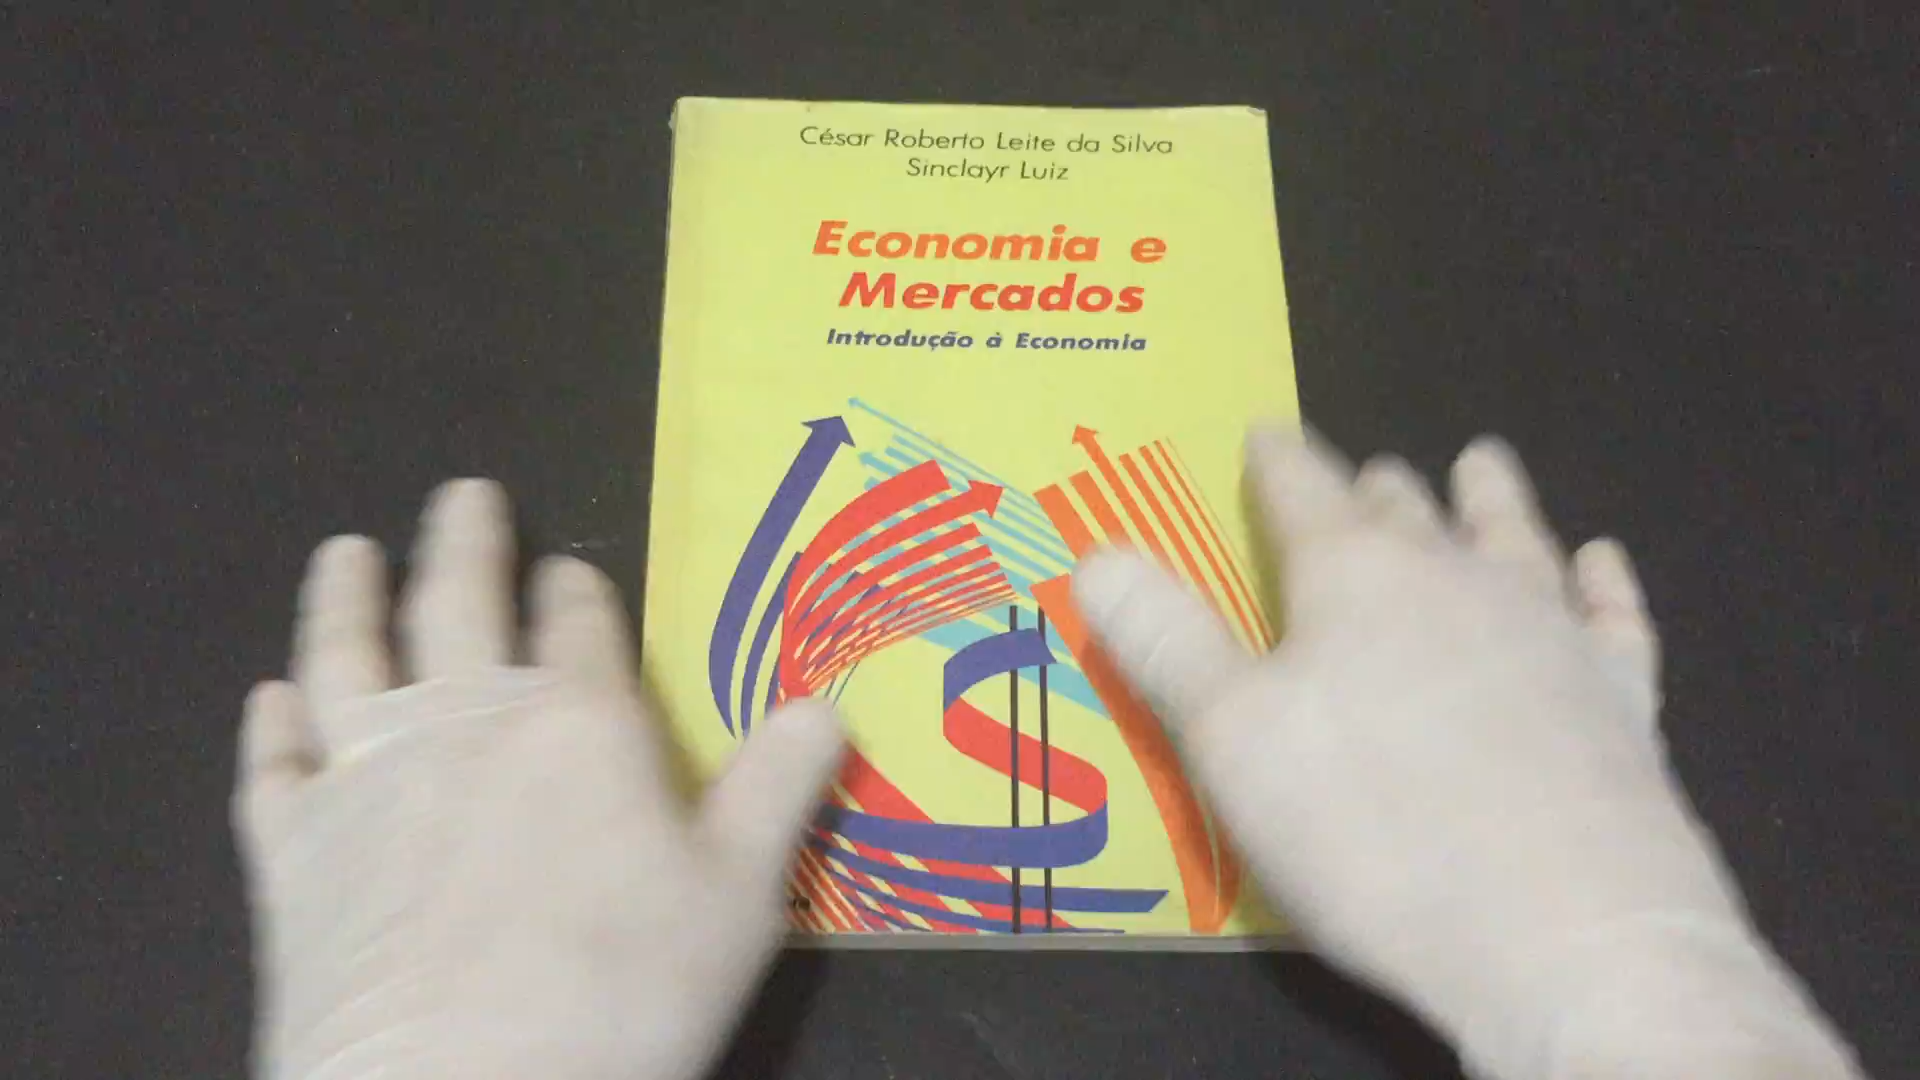 César Roberto Leite da Silva
Sinclayr Luiz
Economia e
Mercados
Introdução à Economia